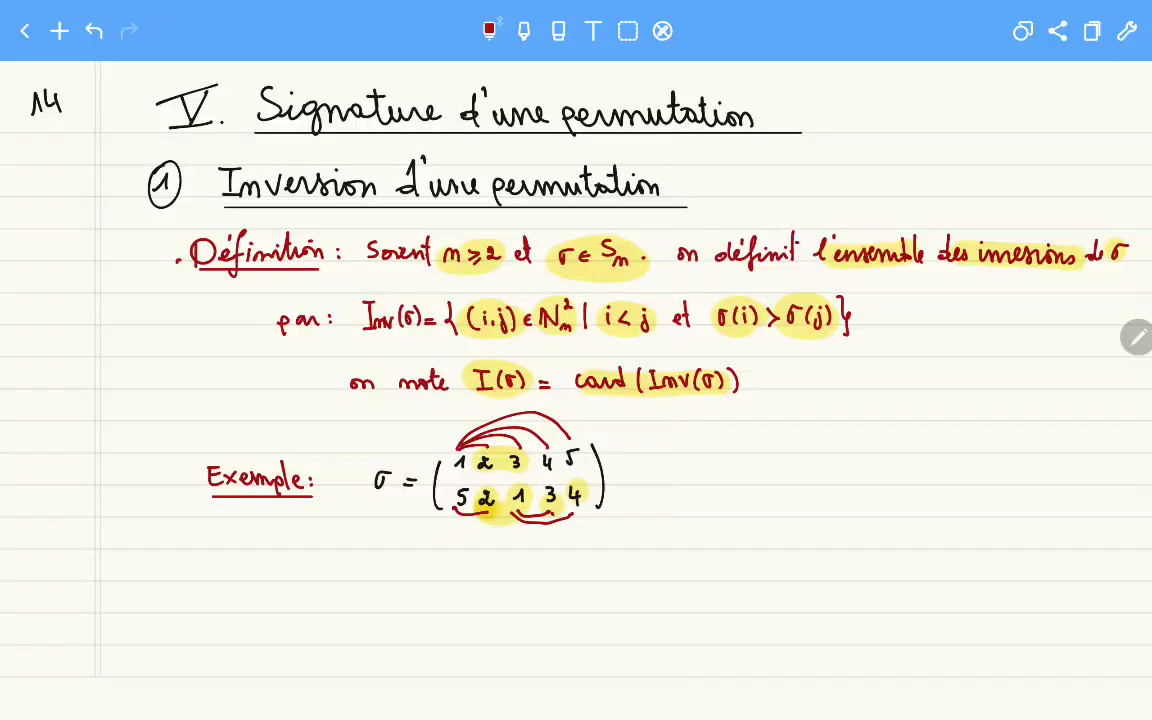 14
V. Signature d'une permutation
① Inversion d'une permutation
. Définition : Soient n ⩾ 2 et σ ∈ Sn . on définit l'ensemble des inversions de σ
par : Inv(σ) = { (i,j) ∈ ℕn² | i < j et σ(i) > σ(j) }
on note I(σ) = card(Inv(σ))
Exemple : σ = ( 1 2 3 4 5 )
5 2 1 3 4